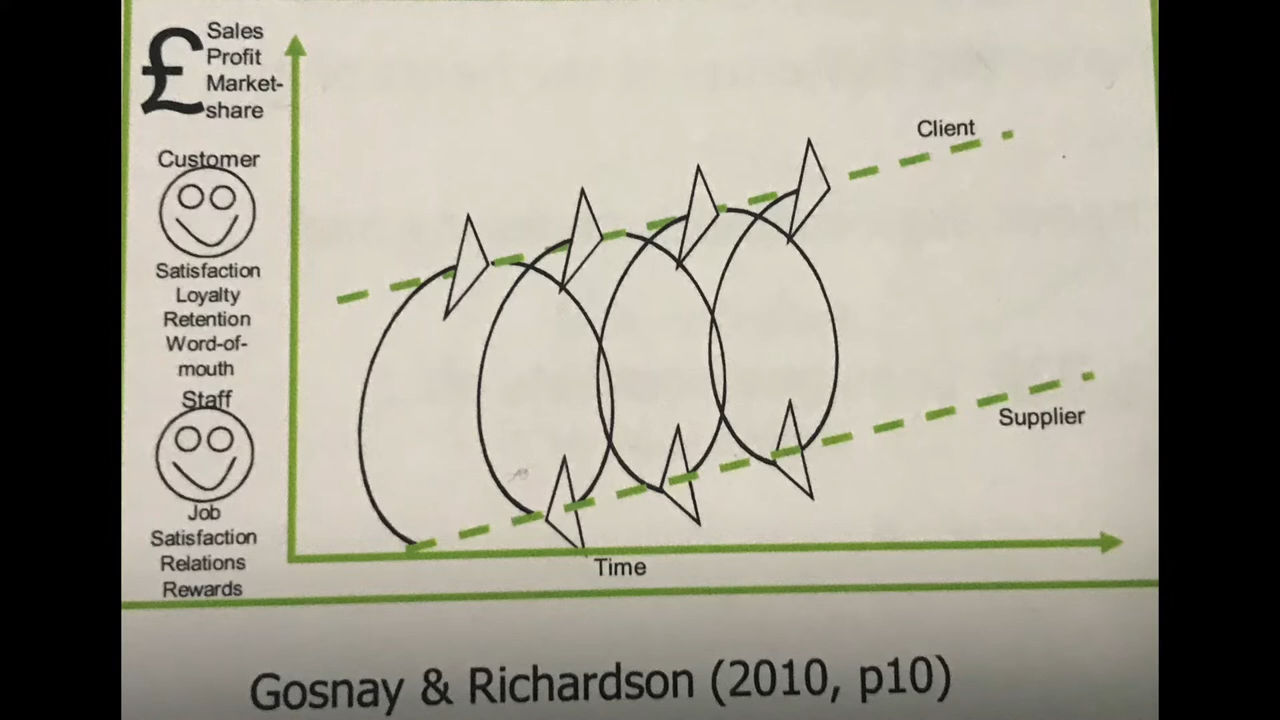 £
Sales
Profit
Market-
share
Customer
Satisfaction
Loyalty
Retention
Word-of-
mouth
Staff
Job
Satisfaction
Relations
Rewards
Client
Supplier
Time
Gosnay & Richardson (2010, p10)